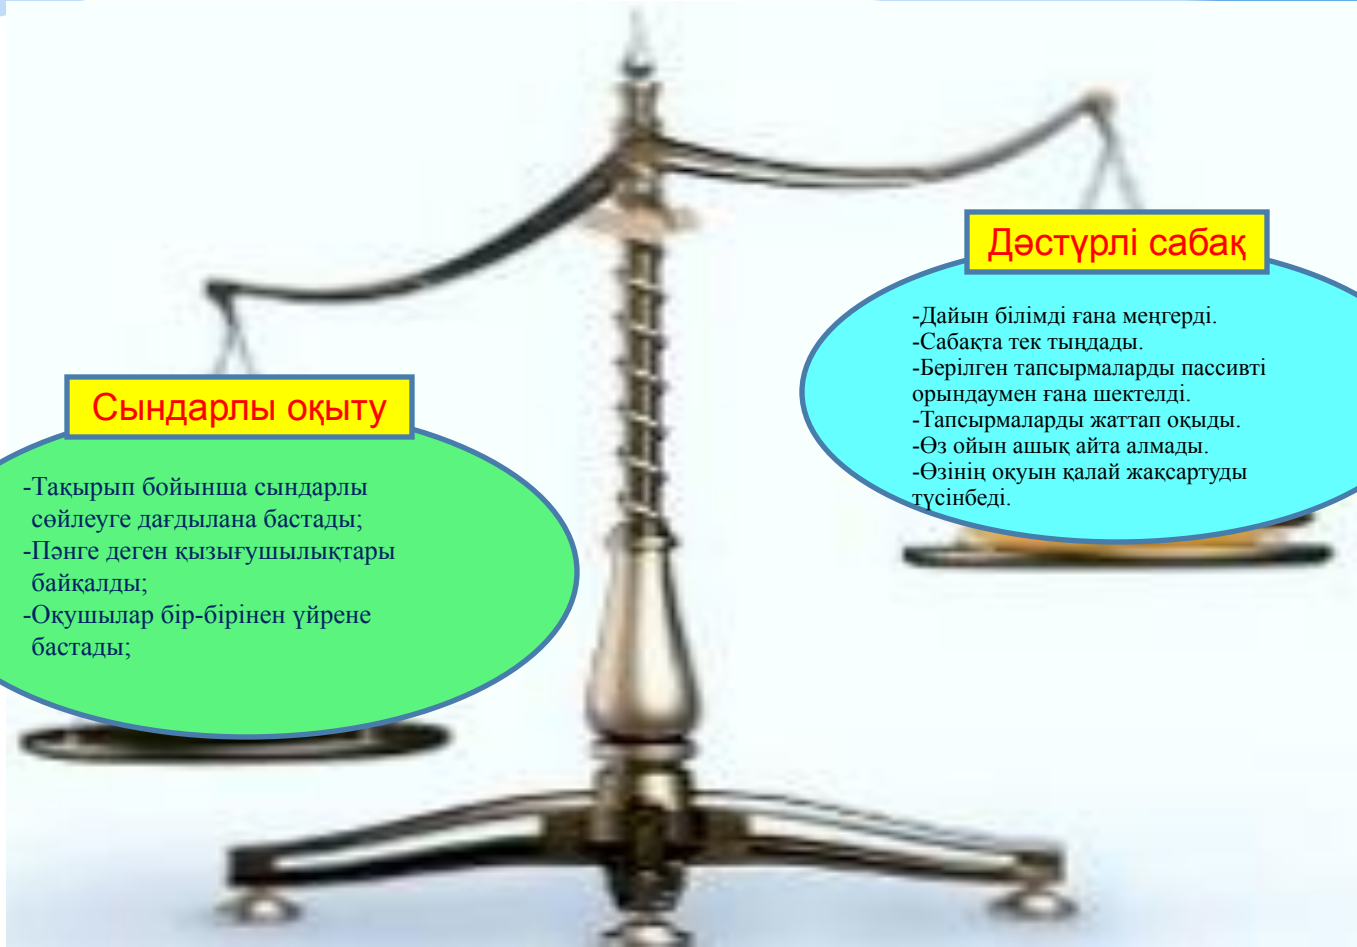 Дәстүрлі сабақ
-Дайын білімді ғана меңгерді.
-Сабақта тек тыңдады.
-Берілген тапсырмаларды пассивті
орындаумен ғана шектелді.
-Тапсырмаларды жаттап оқыды.
-Өз ойын ашық айта алмады.
-Өзінің оқуын қалай жақсартуды
түсінбеді.
Сындарлы оқыту
-Тақырып бойынша сындарлы
сөйлеуге дағдылана бастады;
-Пәнге деген қызығушылықтары
байқалды;
-Оқушылар бір-бірінен үйрене
бастады;